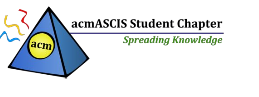 acmASCIS Student Chapter
Spreading Knowledge
acm